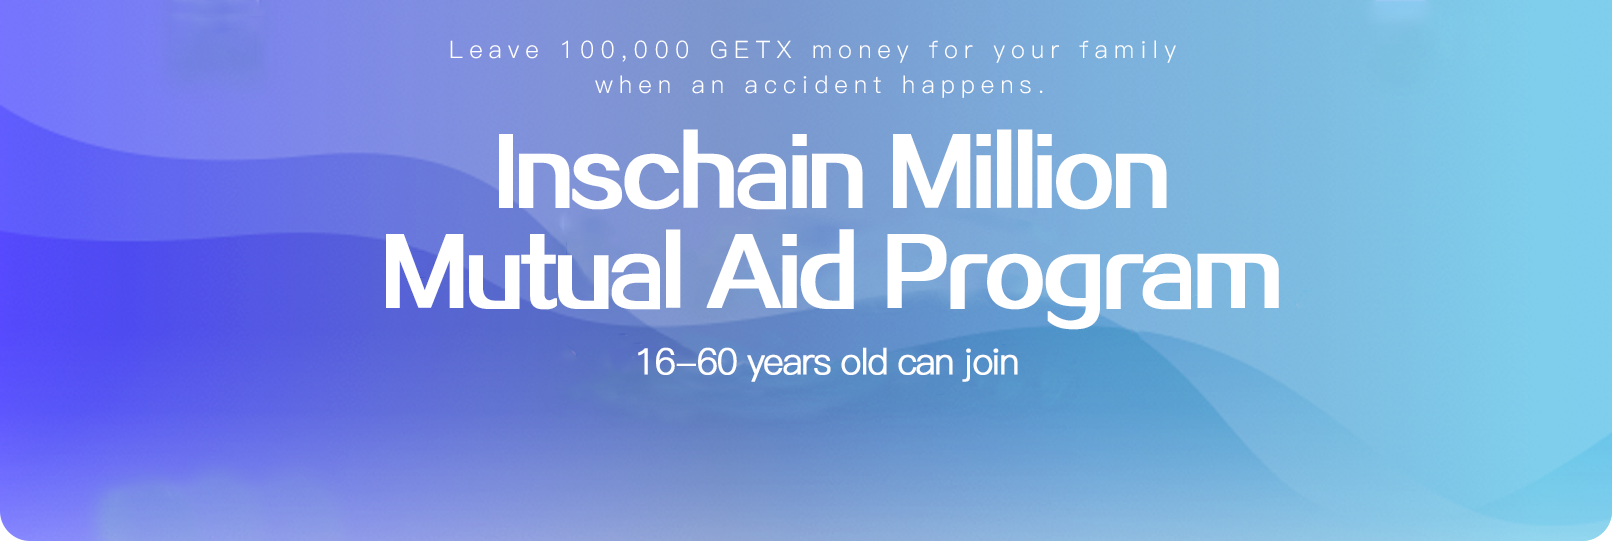 Leave 100,000 GETX money for your family
when an accident happens.
Inschain Million
Mutual Aid Program
16–60 years old can join